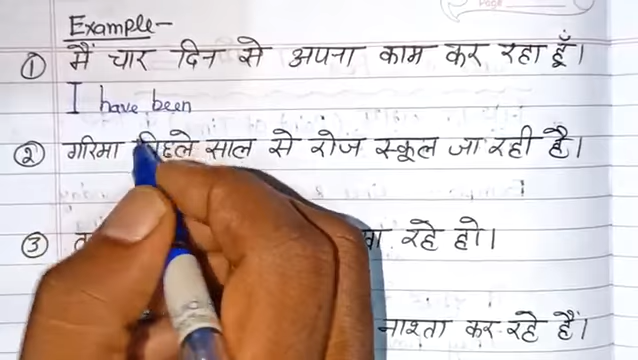 Example-
① मैं चार दिन से अपना काम कर रहा हूँ।
I have been
② गरिमा पिछले साल से रोज स्कूल जा रही है।
③ रहे हो।
नाश्ता कर रहे हैं।